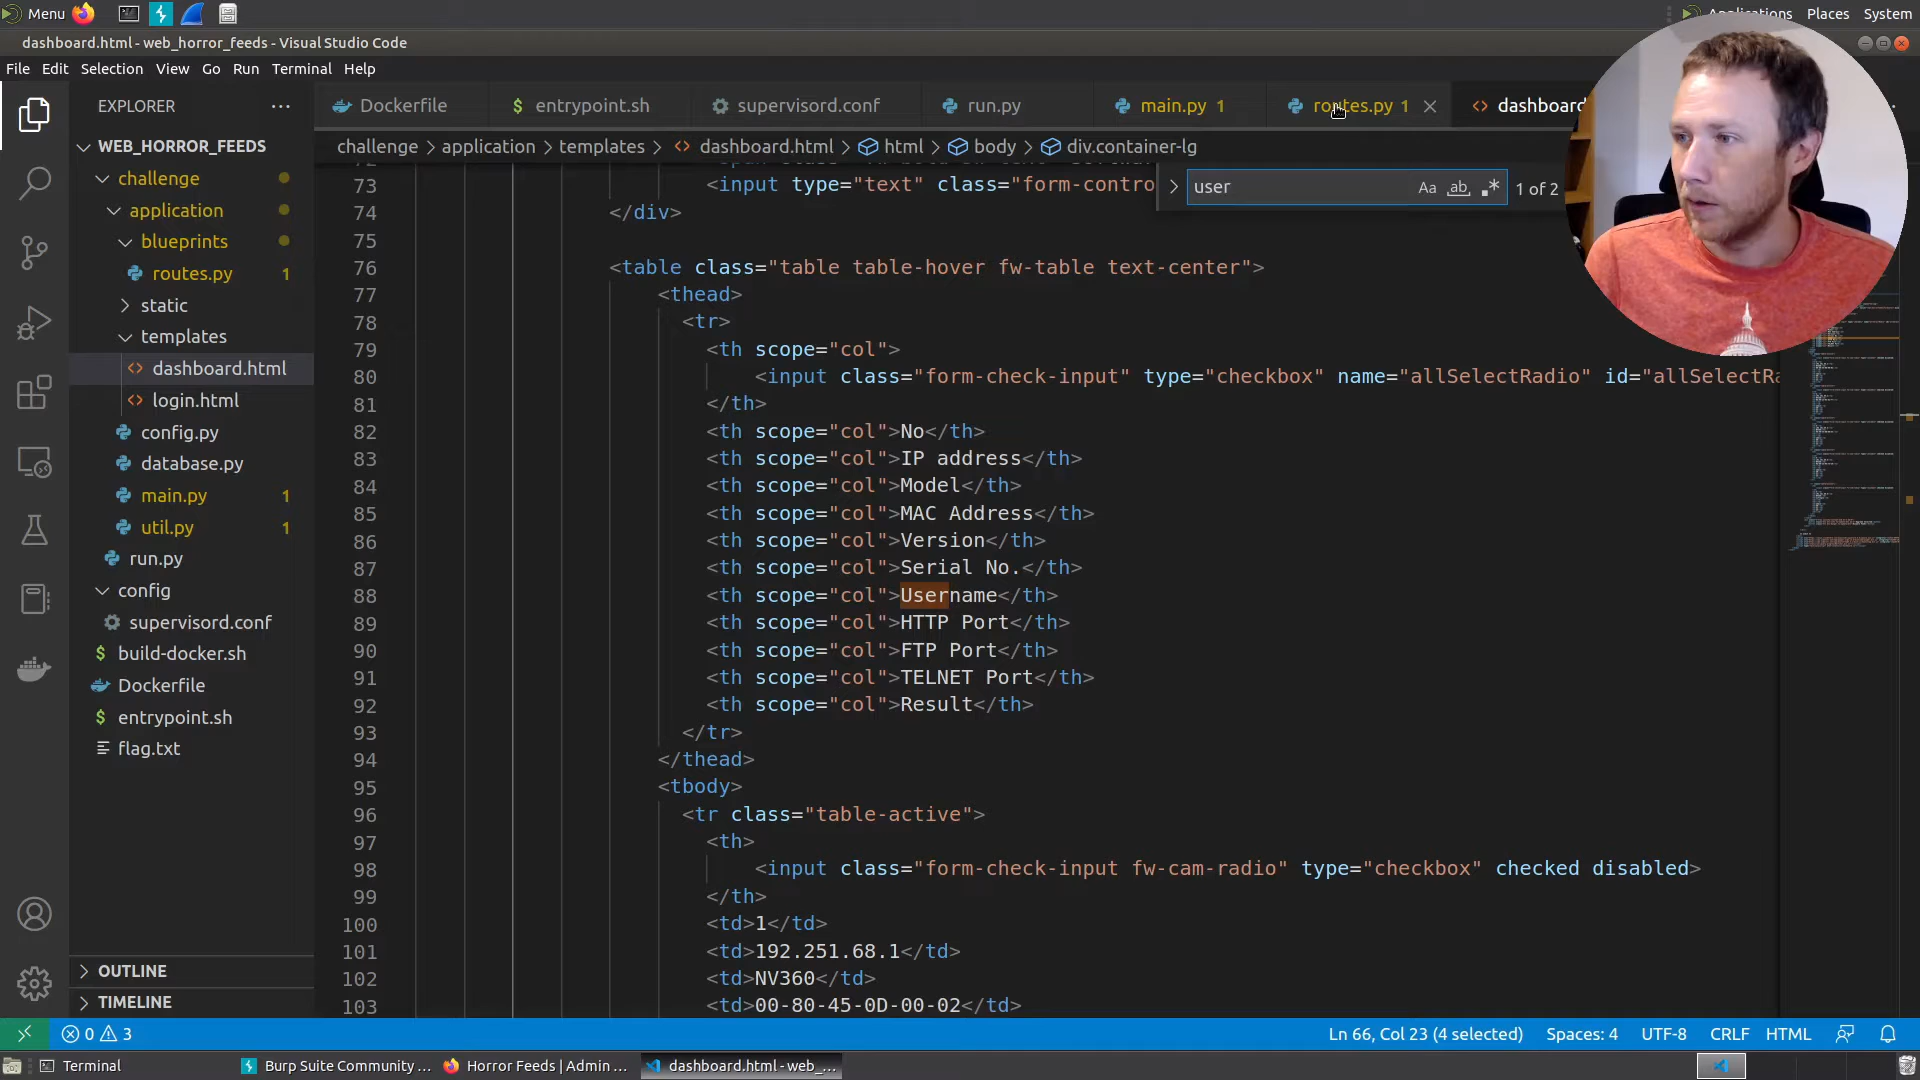 Menu
Applications Places System
dashboard.html - web_horror_feeds - Visual Studio Code
File Edit Selection View Go Run Terminal Help
EXPLORER
Dockerfile
$ entrypoint.sh
supervisord.conf
run.py
main.py 1
routes.py 1
<> dashboard
challenge > application > templates > <> dashboard.html > html > body > div.container-lg
WEB_HORROR_FEEDS
challenge
application
blueprints
routes.py 1
static
templates
<> dashboard.html
<> login.html
config.py
database.py
main.py 1
util.py 1
run.py
config
supervisord.conf
$ build-docker.sh
Dockerfile
$ entrypoint.sh
flag.txt
OUTLINE
TIMELINE
user
Aa ab .*
1 of 2
73 <input type="text" class="form-contro
74 </div>
75
76 <table class="table table-hover fw-table text-center">
77 <thead>
78 <tr>
79 <th scope="col">
80 <input class="form-check-input" type="checkbox" name="allSelectRadio" id="allSelectRa
81 </th>
82 <th scope="col">No</th>
83 <th scope="col">IP address</th>
84 <th scope="col">Model</th>
85 <th scope="col">MAC Address</th>
86 <th scope="col">Version</th>
87 <th scope="col">Serial No.</th>
88 <th scope="col">Username</th>
89 <th scope="col">HTTP Port</th>
90 <th scope="col">FTP Port</th>
91 <th scope="col">TELNET Port</th>
92 <th scope="col">Result</th>
93 </tr>
94 </thead>
95 <tbody>
96 <tr class="table-active">
97 <th>
98 <input class="form-check-input fw-cam-radio" type="checkbox" checked disabled>
99 </th>
100 <td>1</td>
101 <td>192.251.68.1</td>
102 <td>NV360</td>
103 <td>00-80-45-0D-00-02</td>
0 3
Ln 66, Col 23 (4 selected) Spaces: 4 UTF-8 CRLF HTML
Terminal
Burp Suite Community ...
Horror Feeds | Admin ...
dashboard.html - web_...